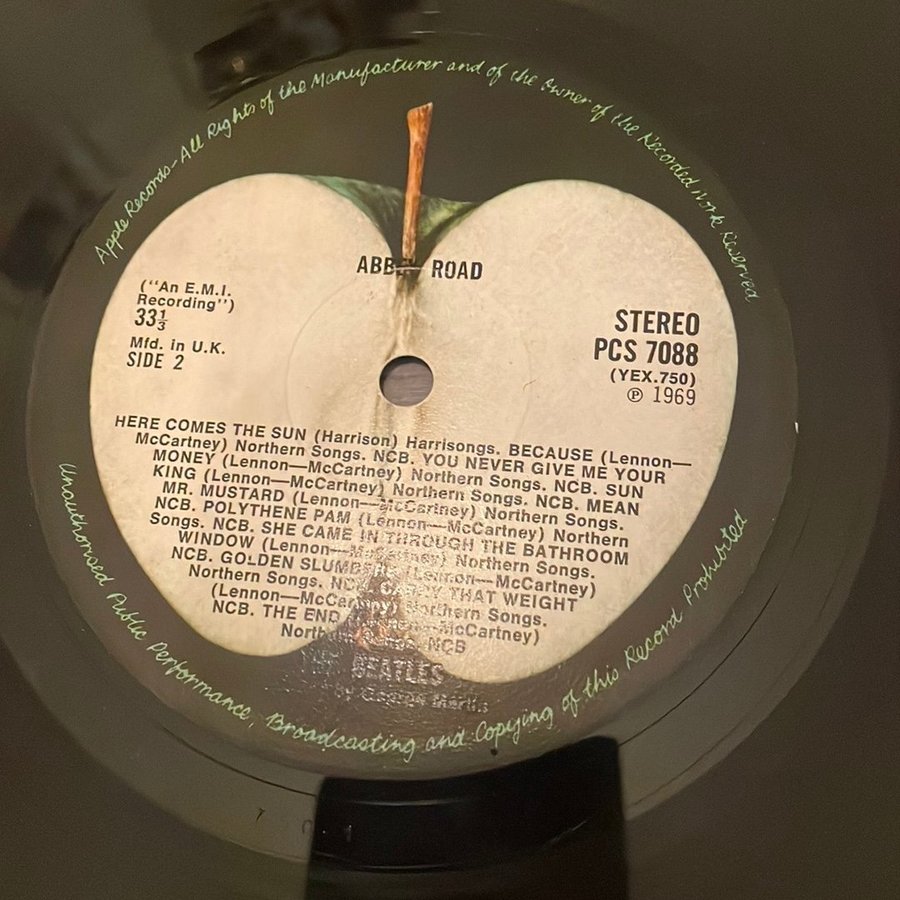 Apple Records-All Rights of the Manufacturer and of the Owner of the Recorded Work Reserved
ABBEY ROAD
("An E.M.I.
Recording")
33⅓
Mfd. in U.K.
SIDE 2
STEREO
PCS 7088
(YEX.750)
℗ 1969
HERE COMES THE SUN (Harrison) Harrisongs. BECAUSE (Lennon—
McCartney) Northern Songs. NCB. YOU NEVER GIVE ME YOUR
MONEY (Lennon—McCartney) Northern Songs. NCB. SUN
KING (Lennon—McCartney) Northern Songs. NCB. MEAN
MR. MUSTARD (Lennon—McCartney) Northern Songs.
NCB. POLYTHENE PAM (Lennon—McCartney) Northern
Songs. NCB. SHE CAME IN THROUGH THE BATHROOM
WINDOW (Lennon—McCartney) Northern Songs.
NCB. GOLDEN SLUMBERS (Lennon—McCartney)
Northern Songs. NCB. CARRY THAT WEIGHT
(Lennon—McCartney) Northern Songs.
NCB. THE END (Lennon—McCartney)
Northern Songs. NCB
THE BEATLES
by George Martin
Unauthorised Public Performance, Broadcasting and Copying of this Record Prohibited